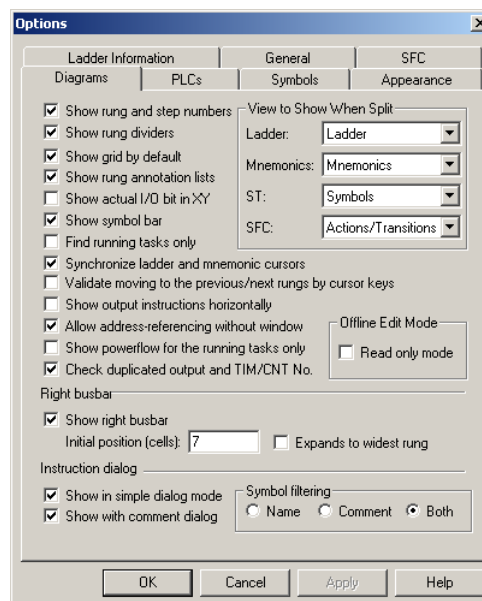 Options
Ladder Information General SFC
Diagrams PLCs Symbols Appearance
Show rung and step numbers
Show rung dividers
Show grid by default
Show rung annotation lists
Show actual I/O bit in XY
Show symbol bar
Find running tasks only
View to Show When Split
Ladder: Ladder
Mnemonics: Mnemonics
ST: Symbols
SFC: Actions/Transitions
Synchronize ladder and mnemonic cursors
Validate moving to the previous/next rungs by cursor keys
Show output instructions horizontally
Allow address-referencing without window
Show powerflow for the running tasks only
Check duplicated output and TIM/CNT No.
Offline Edit Mode
Read only mode
Right busbar
Show right busbar
Initial position (cells): 7 Expands to widest rung
Instruction dialog
Show in simple dialog mode
Show with comment dialog
Symbol filtering
Name Comment Both
OK Cancel Apply Help